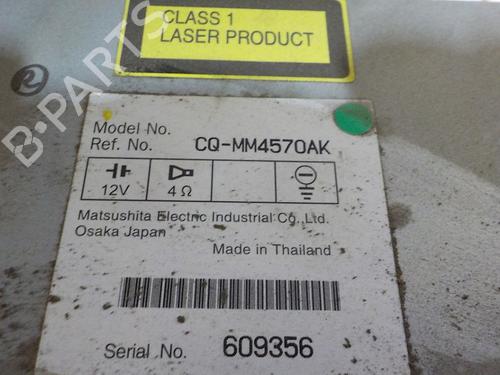 CLASS 1
LASER PRODUCT
R
B-PARTS
Model No.
Ref. No. CQ-MM4570AK
12V 4 Ω
Matsushita Electric Industrial Co., Ltd.
Osaka Japan
Made in Thailand
Serial No. 609356